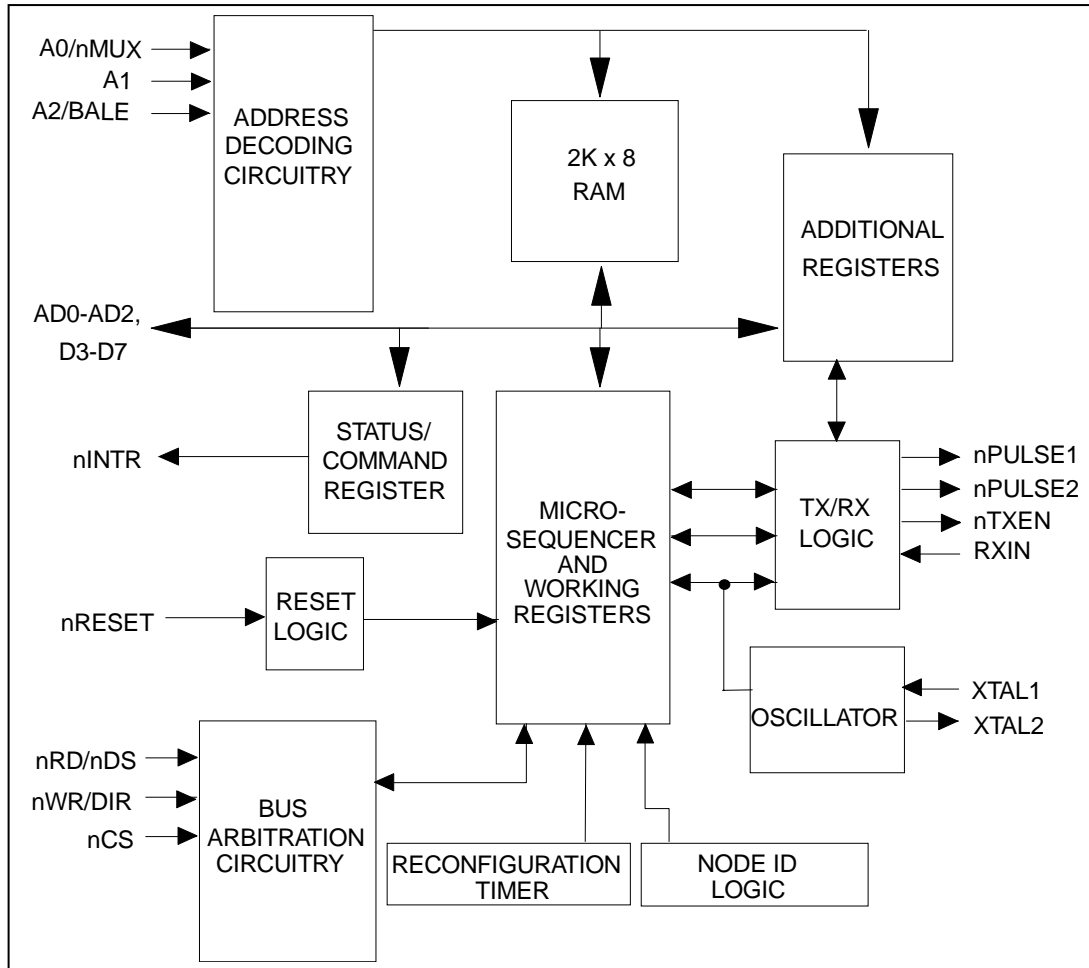 A0/nMUX
A1
A2/BALE
ADDRESS
DECODING
CIRCUITRY
2K x 8
RAM
ADDITIONAL
REGISTERS
AD0-AD2,
D3-D7
nINTR
STATUS/
COMMAND
REGISTER
MICRO-
SEQUENCER
AND
WORKING
REGISTERS
TX/RX
LOGIC
nPULSE1
nPULSE2
nTXEN
RXIN
nRESET
RESET
LOGIC
OSCILLATOR
XTAL1
XTAL2
nRD/nDS
nWR/DIR
nCS
BUS
ARBITRATION
CIRCUITRY
RECONFIGURATION
TIMER
NODE ID
LOGIC